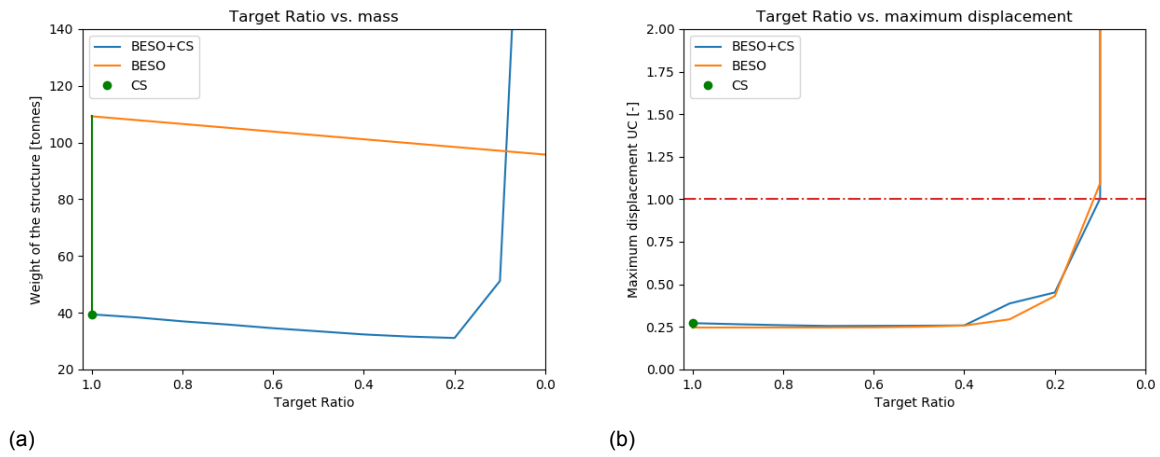 Target Ratio vs. mass
BESO+CS
BESO
CS
Weight of the structure [tonnes]
140
120
100
80
60
40
20
1.0 0.8 0.6 0.4 0.2 0.0
Target Ratio
(a)
Target Ratio vs. maximum displacement
BESO+CS
BESO
CS
Maximum displacement UC [-]
2.00
1.75
1.50
1.25
1.00
0.75
0.50
0.25
0.00
1.0 0.8 0.6 0.4 0.2 0.0
Target Ratio
(b)